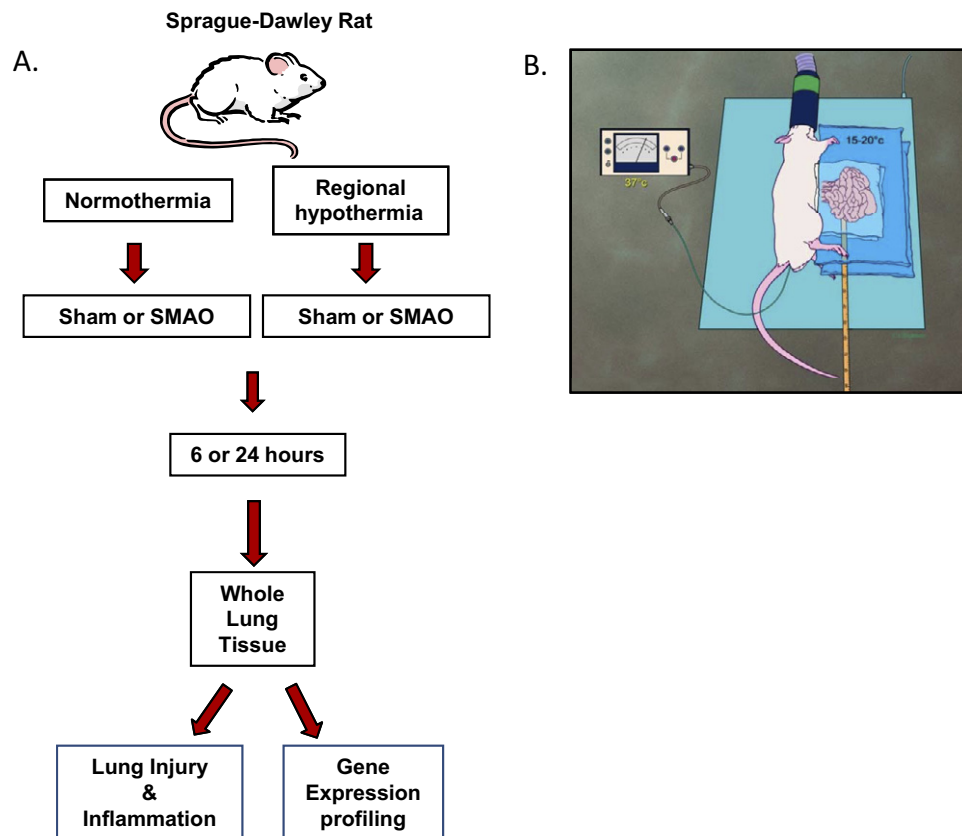 Sprague-Dawley Rat
A.
Normothermia
Regional
hypothermia
Sham or SMAO
Sham or SMAO
6 or 24 hours
Whole
Lung
Tissue
Lung Injury
&
Inflammation
Gene
Expression
profiling
B.
15-20°c
37°c